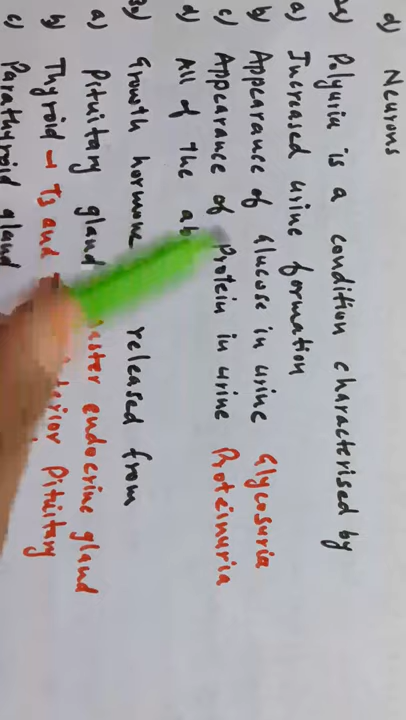 d) Neurons
Polyuria is a condition characterised by
a) Increased urine formation
b) Appearance of Glucose in urine Glycosuria
c) Appearance of Protein in urine Proteinuria
d) All of the
Growth hormone released from
a) Pituitary gland endocrine gland
b) Thyroid → T3 and Pituitary
c) Parathyroid gland